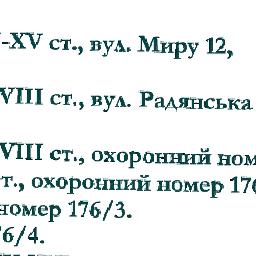 -XV ст., вул. Миру 12,
VIII ст., вул. Радянська
VIII ст., охоронний ном
т., охоронний номер 176
номер 176/3.
76/4.